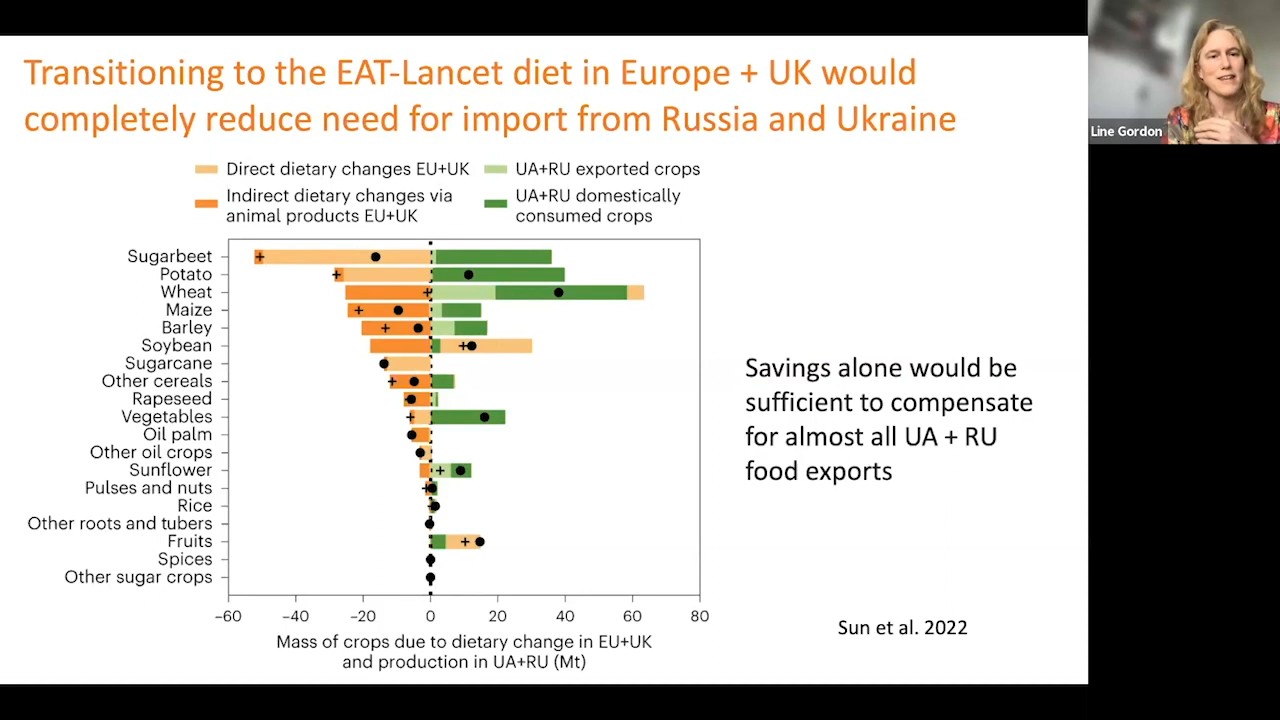 Transitioning to the EAT-Lancet diet in Europe + UK would
completely reduce need for import from Russia and Ukraine
Line Gordon
Direct dietary changes EU+UK
UA+RU exported crops
Indirect dietary changes via
animal products EU+UK
UA+RU domestically
consumed crops
Sugarbeet
Potato
Wheat
Maize
Barley
Soybean
Sugarcane
Other cereals
Rapeseed
Vegetables
Oil palm
Other oil crops
Sunflower
Pulses and nuts
Rice
Other roots and tubers
Fruits
Spices
Other sugar crops
−60 −40 −20 0 20 40 60 80
Mass of crops due to dietary change in EU+UK
and production in UA+RU (Mt)
Savings alone would be
sufficient to compensate
for almost all UA + RU
food exports
Sun et al. 2022